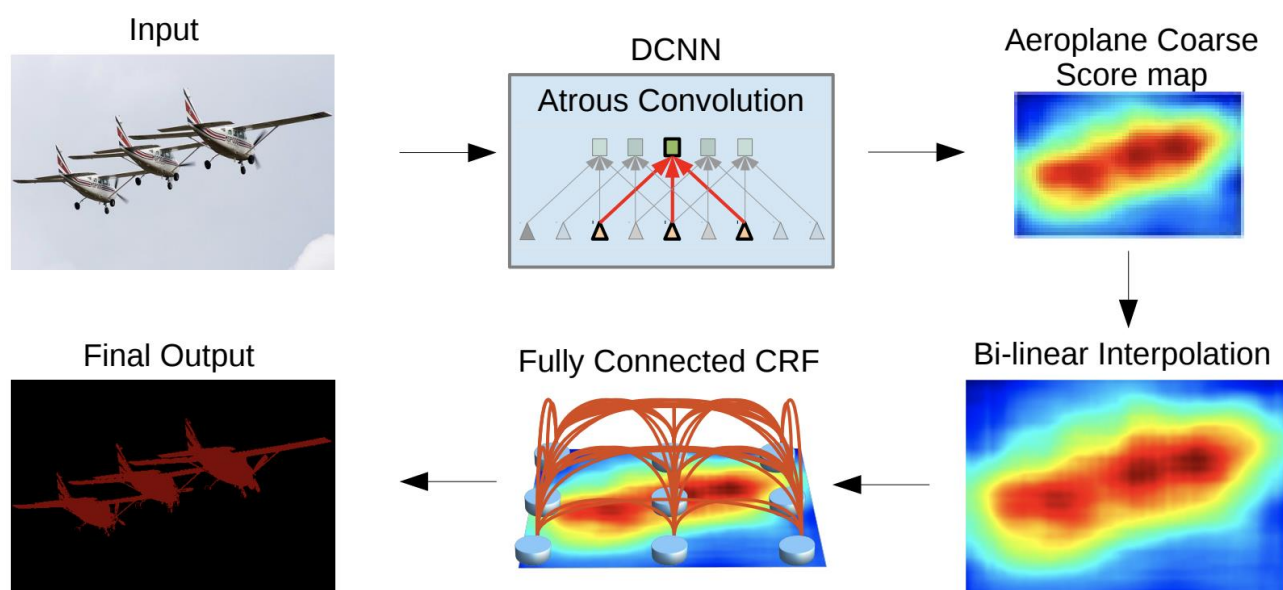 Input
DCNN
Atrous Convolution
Aeroplane Coarse
Score map
Final Output
Fully Connected CRF
Bi-linear Interpolation